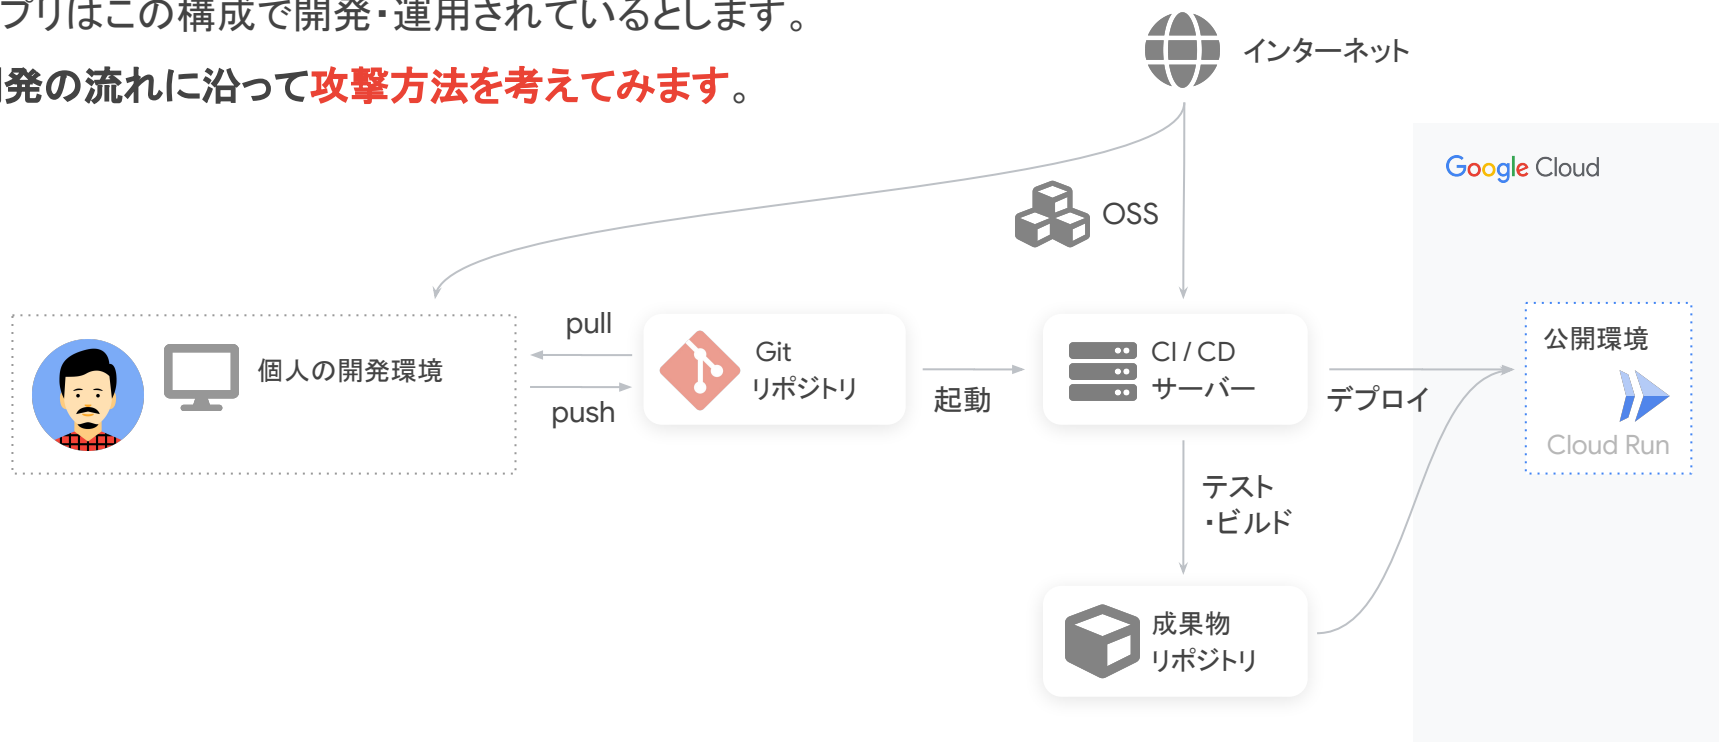 プリはこの構成で開発・運用されているとします。
開発の流れに沿って攻撃方法を考えてみます。
インターネット
Google Cloud
OSS
pull
push
個人の開発環境
Git
リポジトリ
起動
CI / CD
サーバー
デプロイ
公開環境
Cloud Run
テスト
・ビルド
成果物
リポジトリ